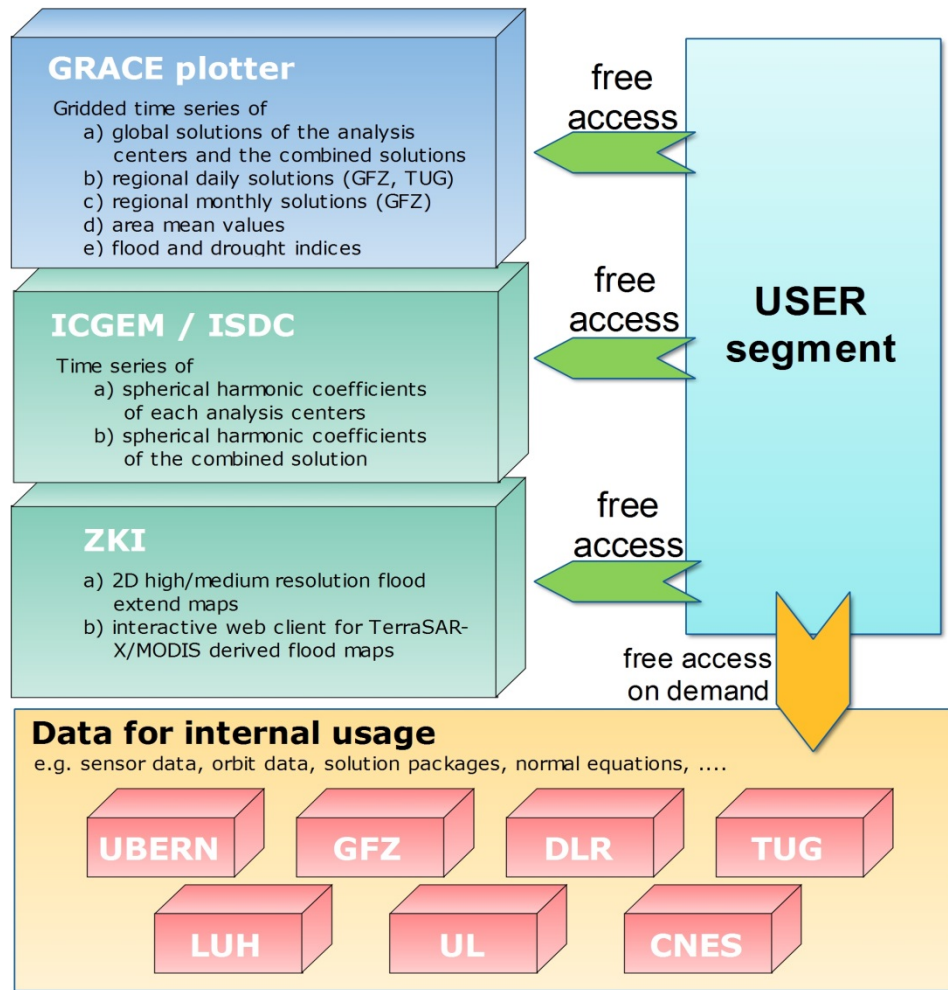 GRACE plotter
Gridded time series of
a) global solutions of the analysis
centers and the combined solutions
b) regional daily solutions (GFZ, TUG)
c) regional monthly solutions (GFZ)
d) area mean values
e) flood and drought indices
free
access
ICGEM / ISDC
Time series of
a) spherical harmonic coefficients
of each analysis centers
b) spherical harmonic coefficients
of the combined solution
free
access
USER
segment
ZKI
a) 2D high/medium resolution flood
extend maps
b) interactive web client for TerraSAR-
X/MODIS derived flood maps
free
access
free access
on demand
Data for internal usage
e.g. sensor data, orbit data, solution packages, normal equations, ....
UBERN
GFZ
DLR
TUG
LUH
UL
CNES